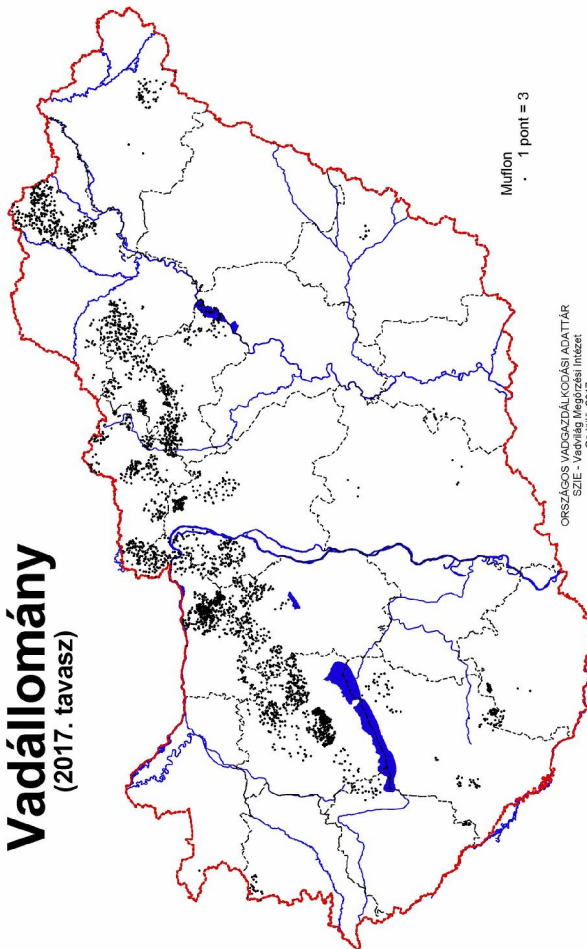 Vadállomány
(2017. tavasz)
Muflon
. 1 pont = 3
ORSZÁGOS VADGAZDÁLKODÁSI ADATTÁR
SZIE - Vadvilág Megőrzési Intézet